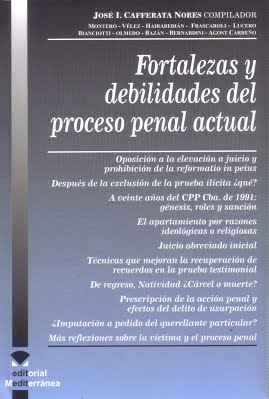 JOSÉ I. CAFFERATA NORES COMPILADOR
MONTERO - VÉLEZ - HAIRABEDIÁN - FRASCAROLI - LUCERO
BIANCIOTTI - OLMEDO - BAZÁN - BERNARDINI - AGOST CARREÑO
Fortalezas y
debilidades del
proceso penal actual
Oposición a la elevación a juicio y
prohibición de la reformatio in peius
Después de la exclusión de la prueba ilícita ¿qué?
A veinte años del CPP Cba. de 1991:
génesis, roles y sanción
El apartamiento por razones
ideológicas o religiosas
Juicio abreviado inicial
Técnicas que mejoran la recuperación de
recuerdos en la prueba testimonial
De regreso, Natividad ¿Cárcel o muerte?
Prescripción de la acción penal y
efectos del delito de usurpación
¿Imputación a pedido del querellante particular?
Más reflexiones sobre la víctima y el proceso penal
editorial
Mediterránea